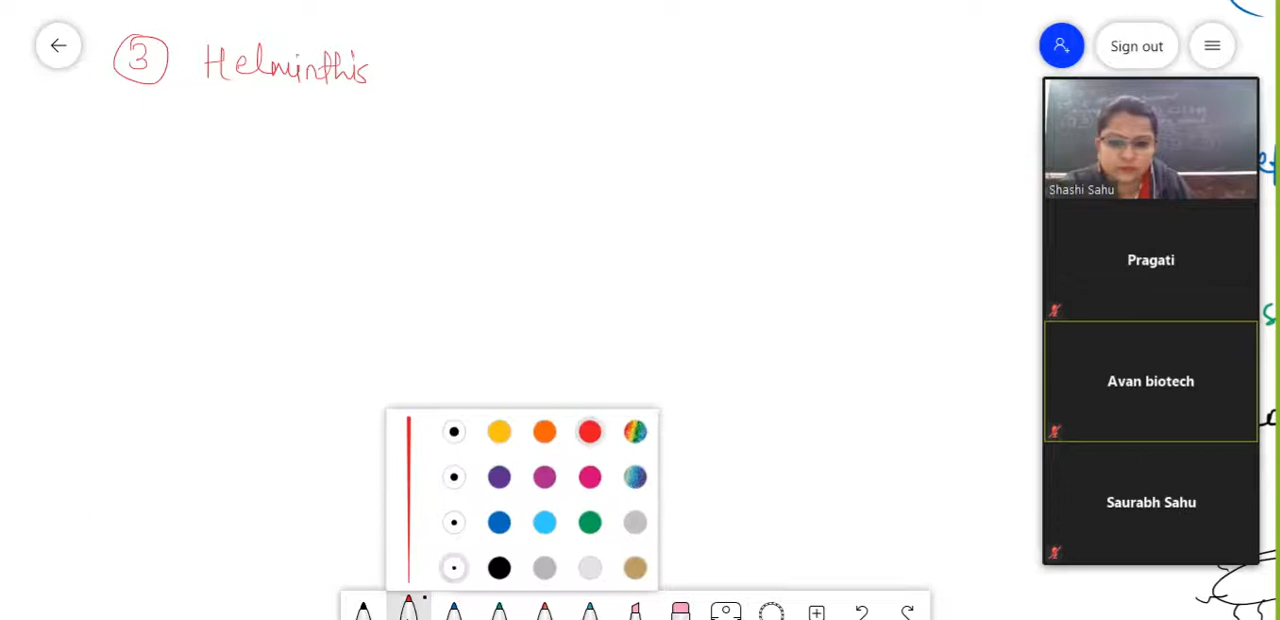 3 Helminthis
Sign out
Shashi Sahu
Pragati
Avan biotech
Saurabh Sahu